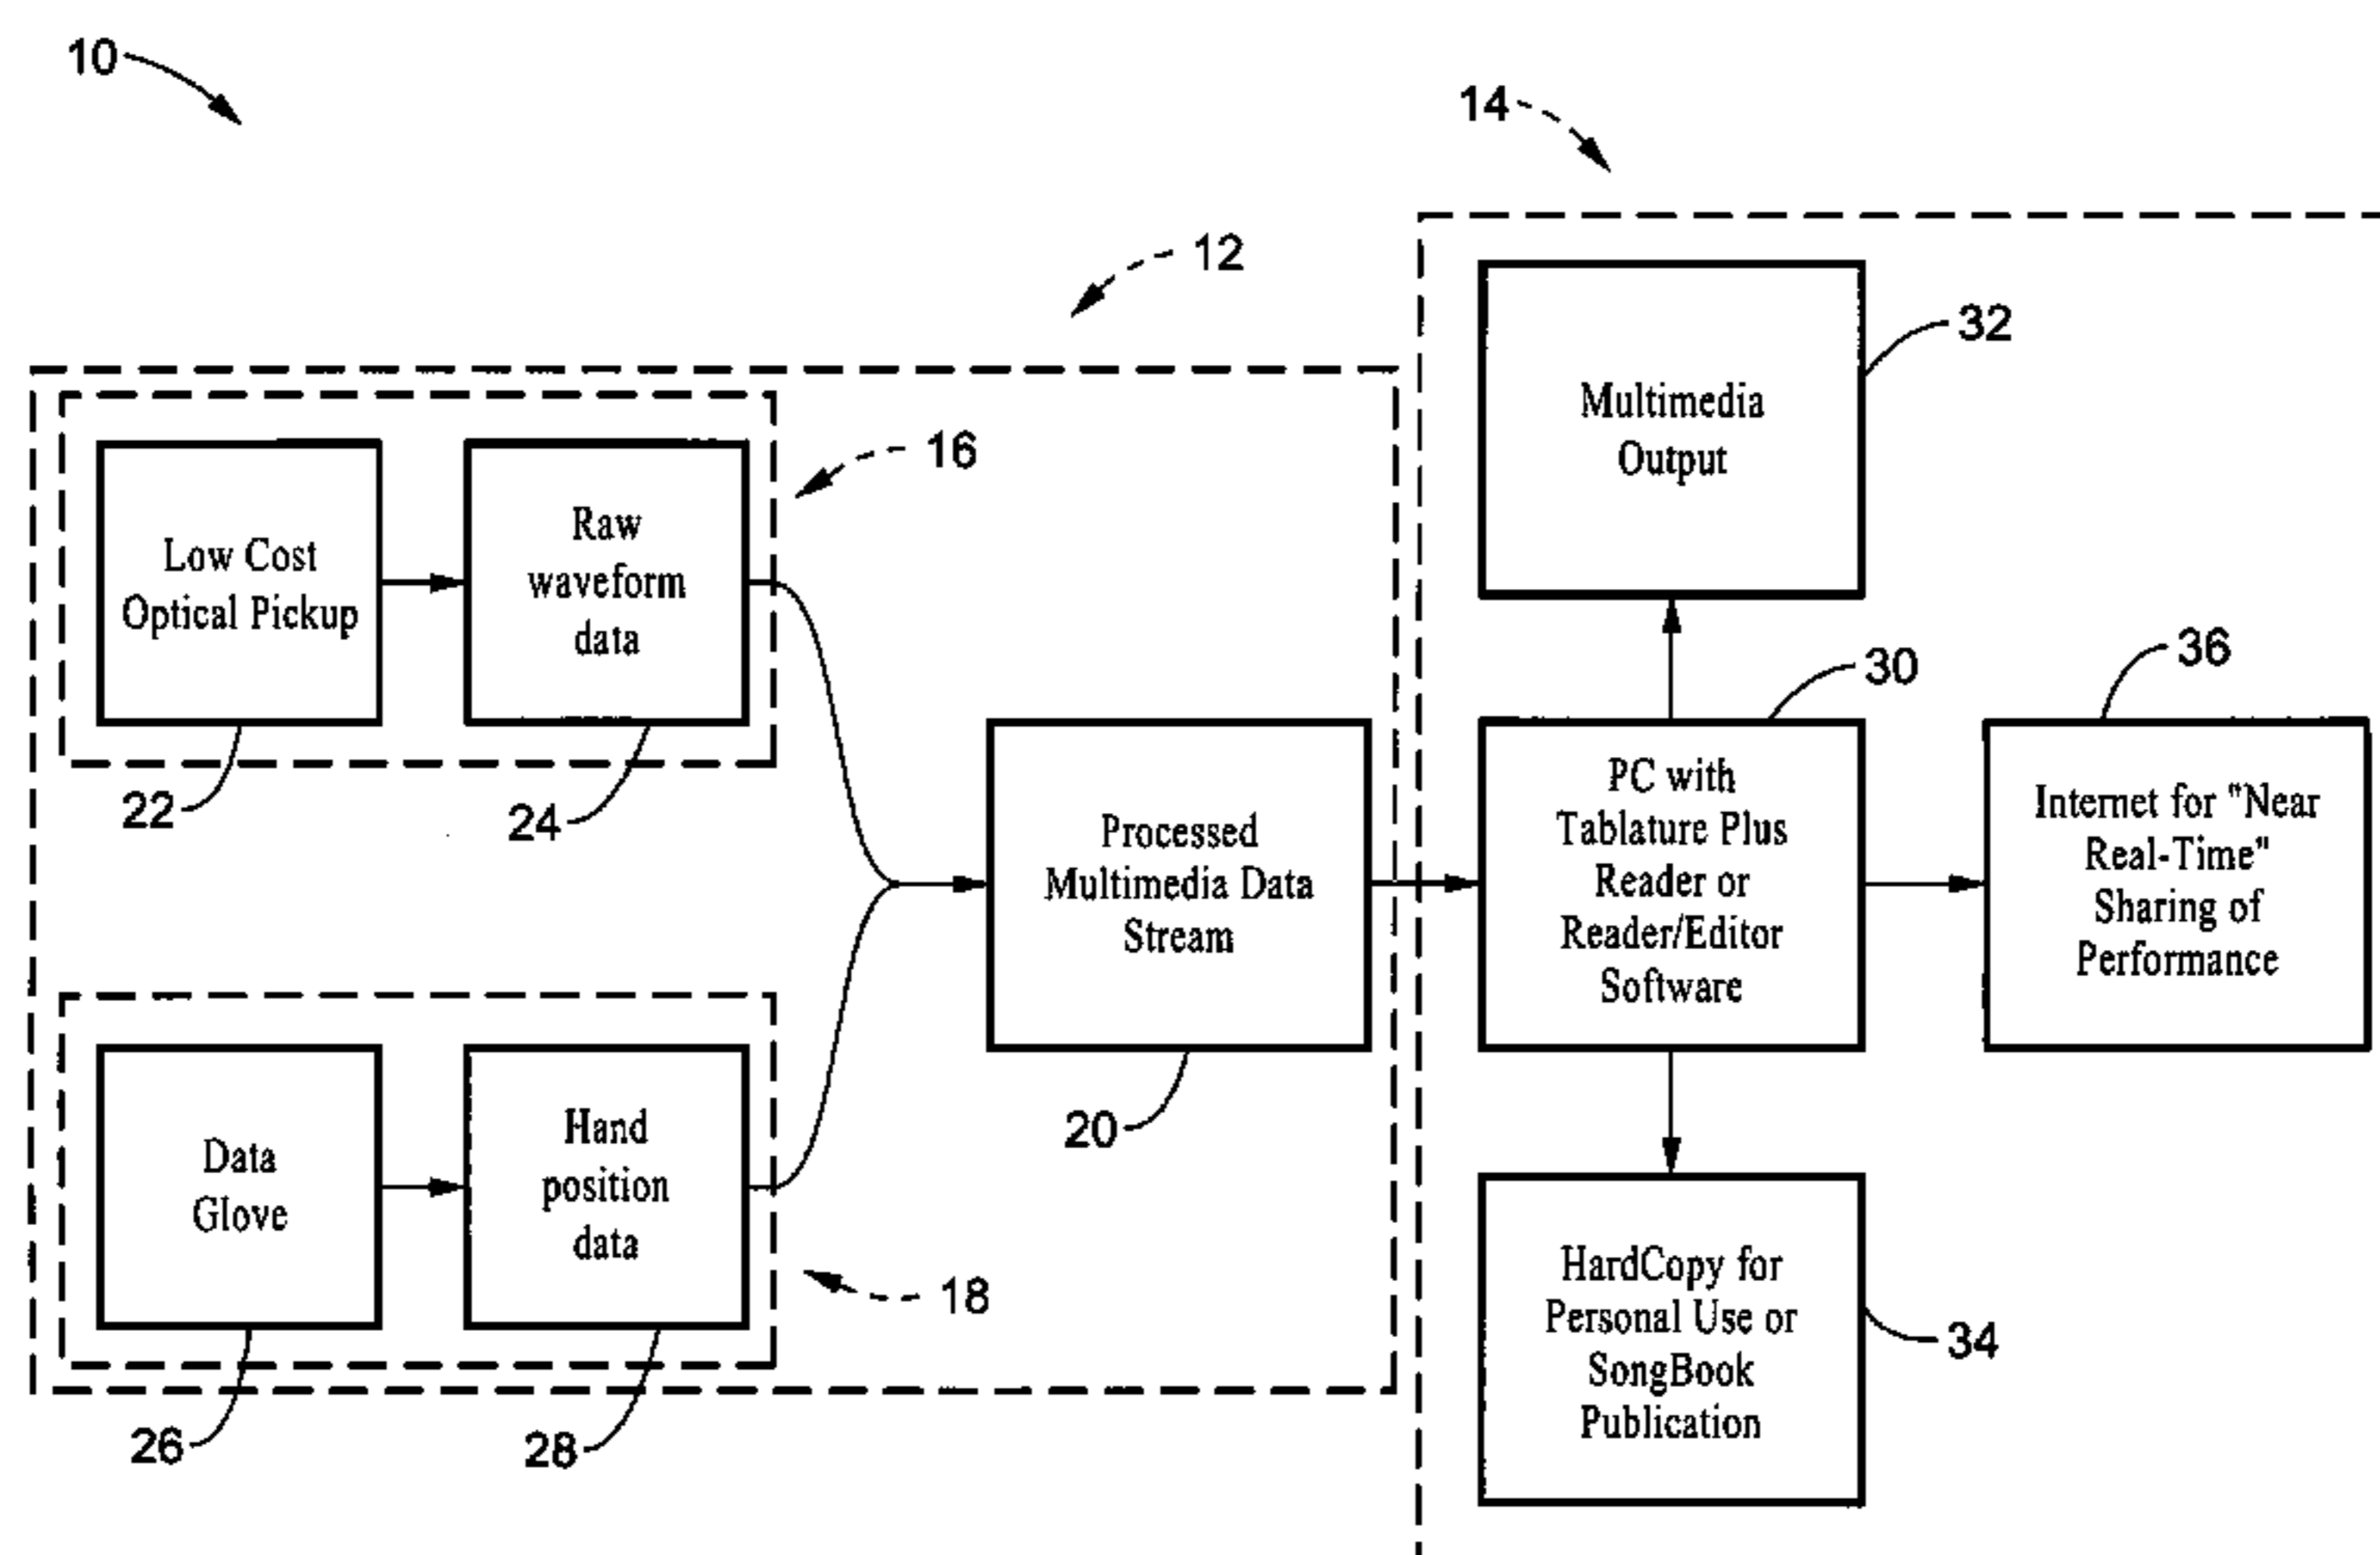 10
14
12
32
Multimedia
Output
16
Low Cost
Optical Pickup
Raw
waveform
data
22
24
30
36
PC with
Tablature Plus
Reader or
Reader/Editor
Software
Internet for "Near
Real-Time"
Sharing of
Performance
Processed
Multimedia Data
Stream
20
Data
Glove
Hand
position
data
18
26
28
HardCopy for
Personal Use or
SongBook
Publication
34